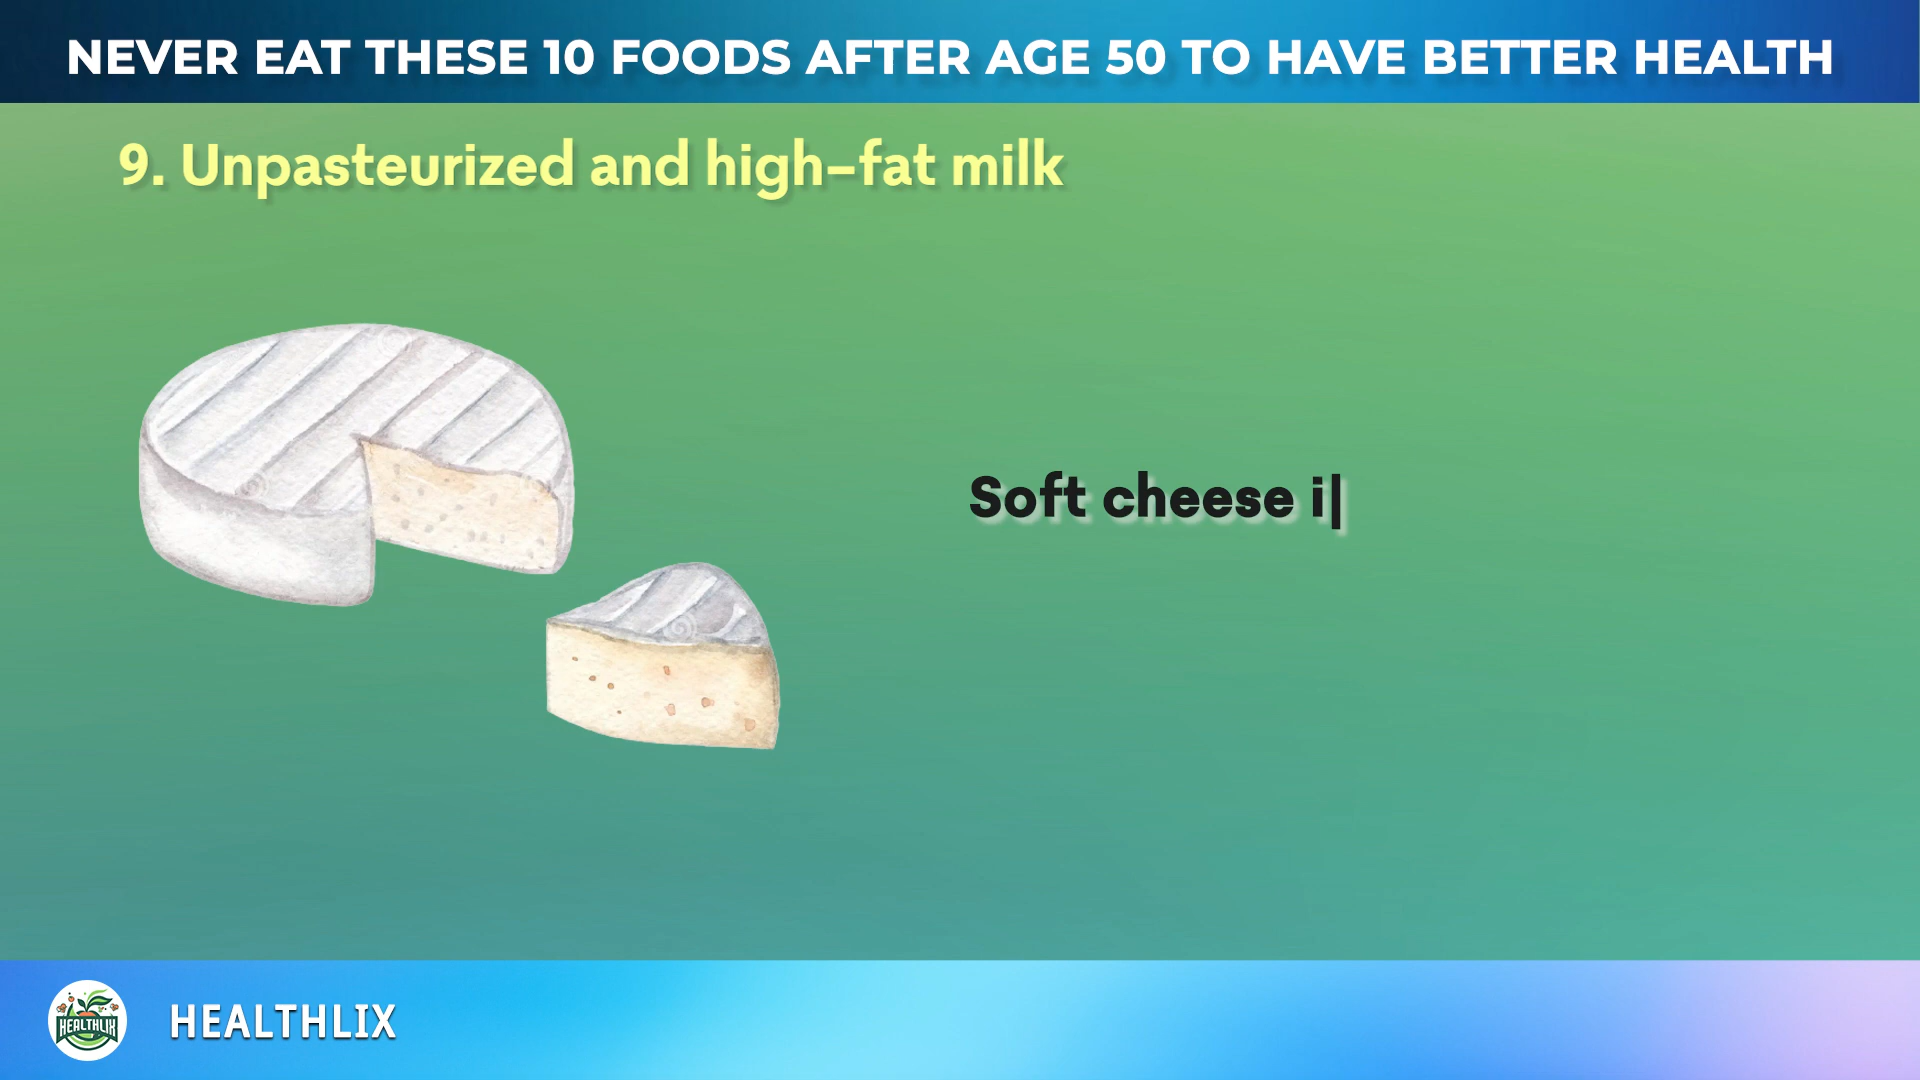 NEVER EAT THESE 10 FOODS AFTER AGE 50 TO HAVE BETTER HEALTH
9. Unpasteurized and high-fat milk
Soft cheese i|
HEALTHLIX
HEALTHLIX